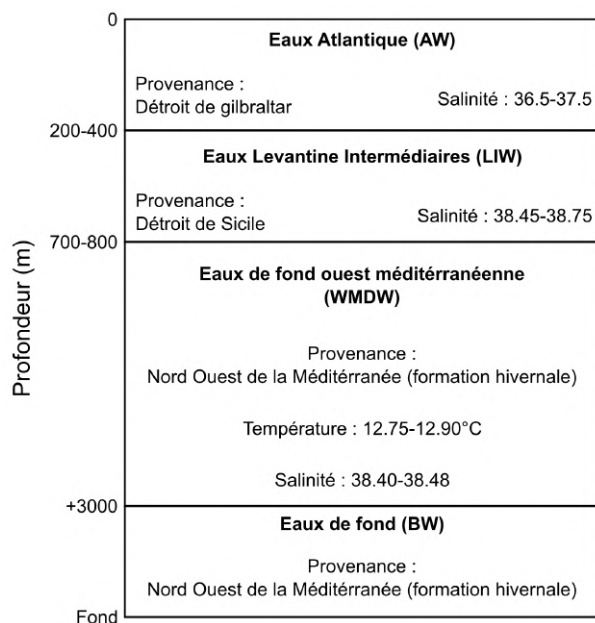 0
Eaux Atlantique (AW)
Provenance :
Détroit de gilbraltar
Salinité : 36.5-37.5
200-400
Eaux Levantine Intermédiaires (LIW)
Provenance :
Détroit de Sicile
Salinité : 38.45-38.75
700-800
Profondeur (m)
Eaux de fond ouest méditérranéenne
(WMDW)
Provenance :
Nord Ouest de la Méditérranée (formation hivernale)
Température : 12.75-12.90°C
Salinité : 38.40-38.48
+3000
Eaux de fond (BW)
Provenance :
Nord Ouest de la Méditérranée (formation hivernale)
Fond